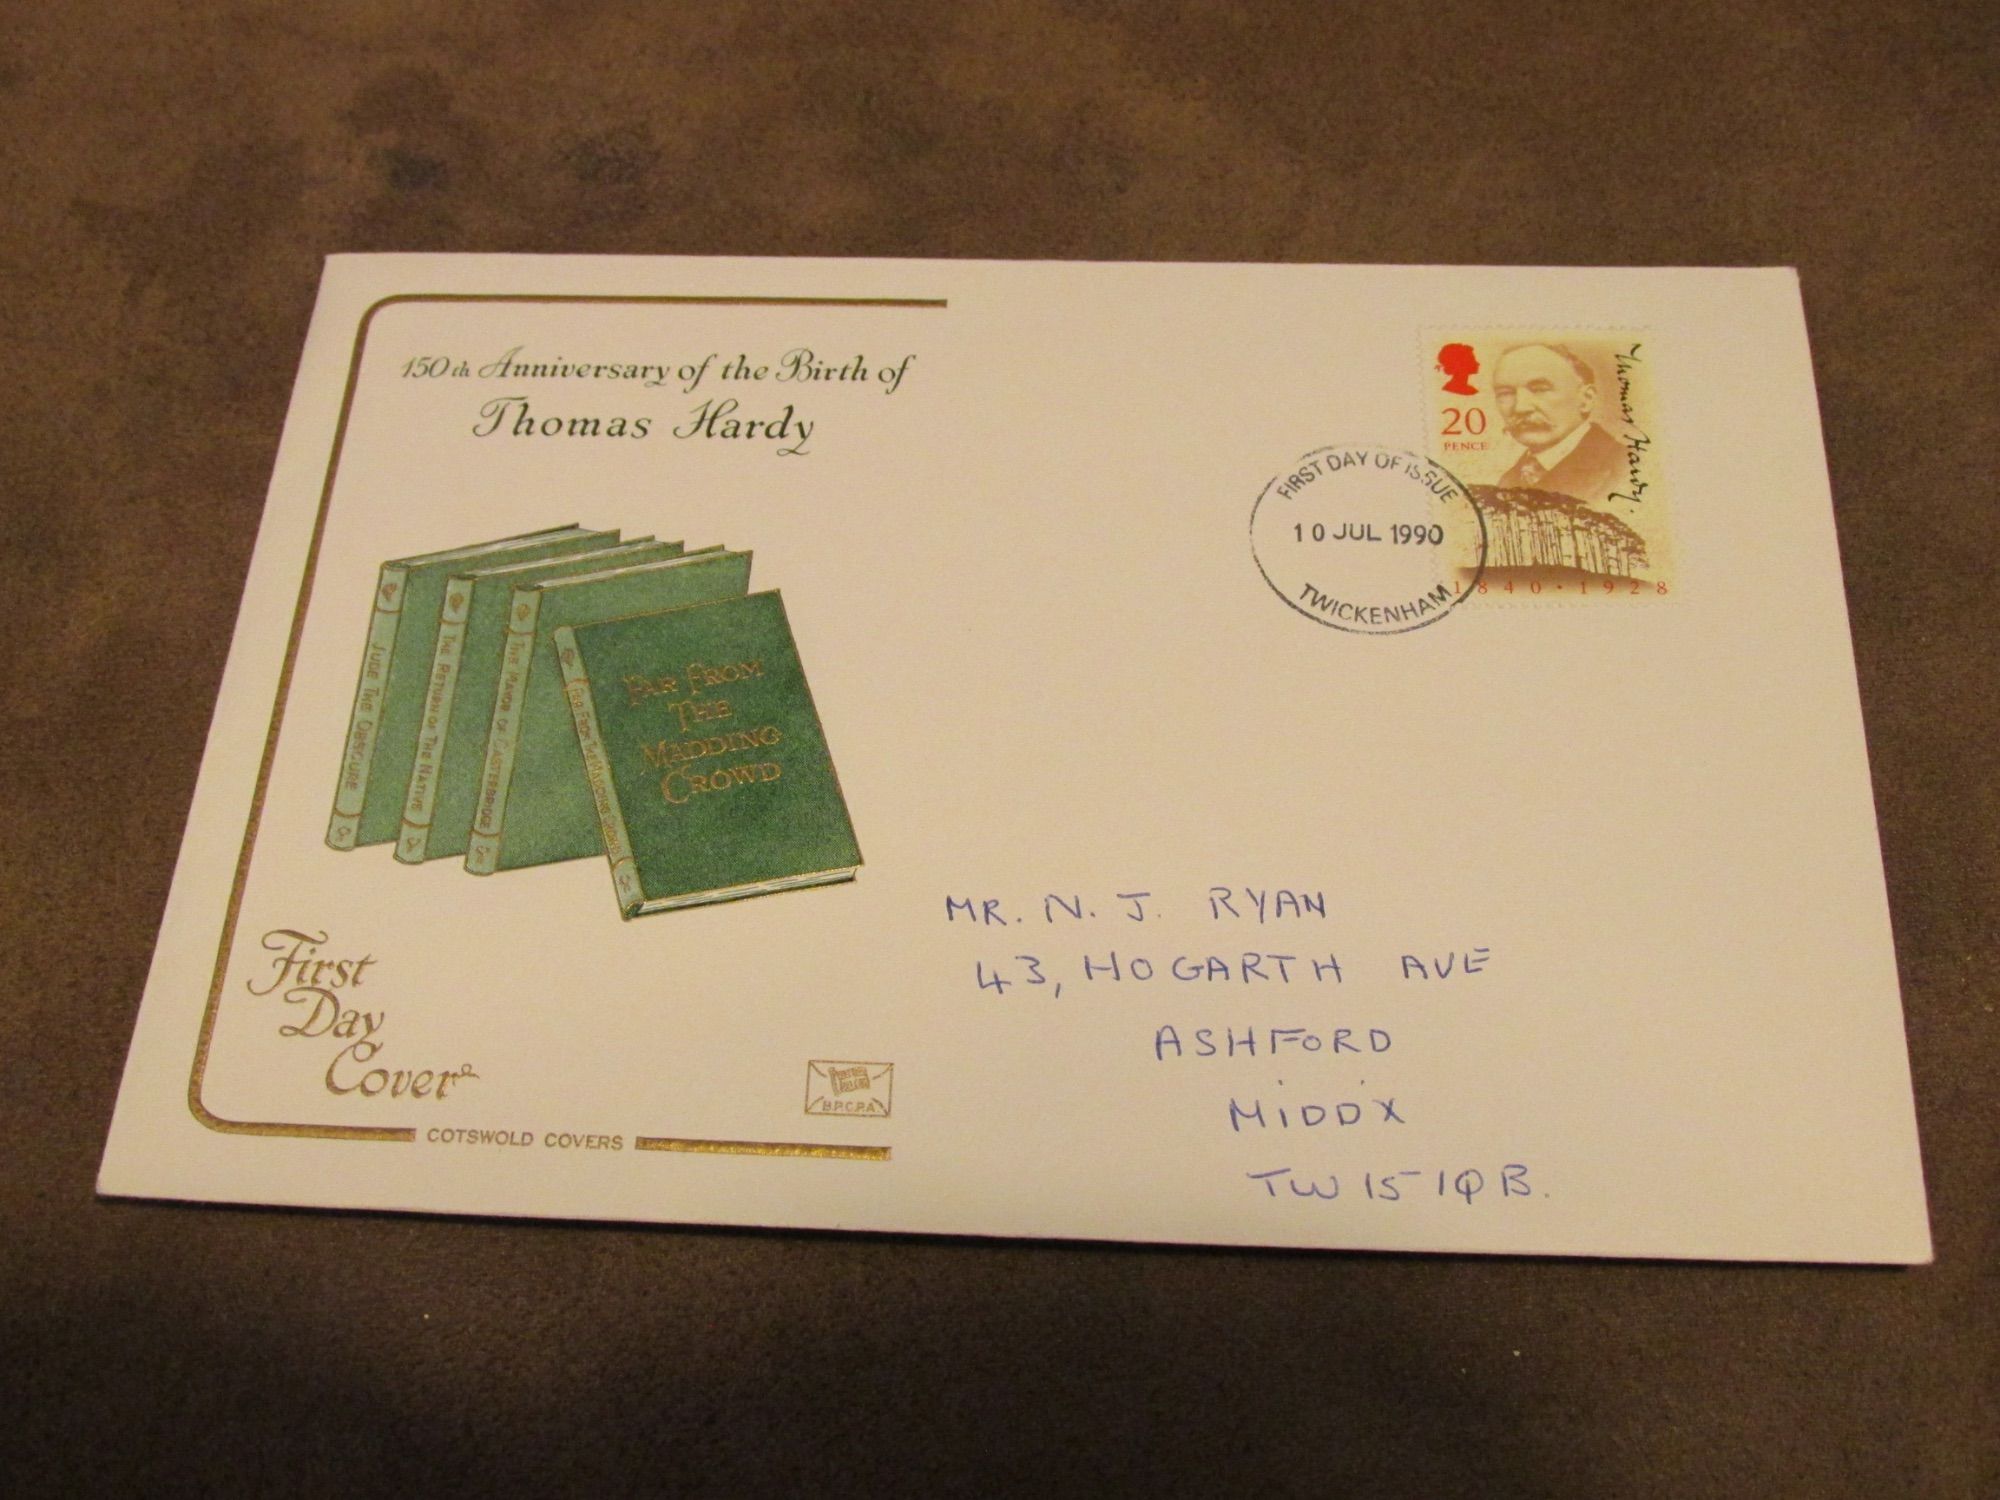 150th Anniversary of the Birth of
Thomas Hardy
JUDE THE OBSCURE
THE RETURN OF THE NATIVE
THE MAYOR OF CASTERBRIDGE
FAR FROM THE MADDING CROWD
FAR FROM
THE
MADDING
CROWD
First
Day
Cover
COTSWOLD COVERS
B.P.C.P.A.
20
PENCE
Thomas Hardy.
1840 · 1928
FIRST DAY OF ISSUE
10 JUL 1990
TWICKENHAM
MR. N. J. RYAN
43, HOGARTH AVE
ASHFORD
MIDDX
TW15 1QB.